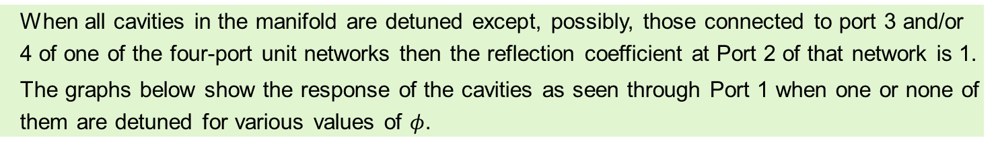 When all cavities in the manifold are detuned except, possibly, those connected to port 3 and/or
4 of one of the four-port unit networks then the reflection coefficient at Port 2 of that network is 1.
The graphs below show the response of the cavities as seen through Port 1 when one or none of
them are detuned for various values of ϕ.